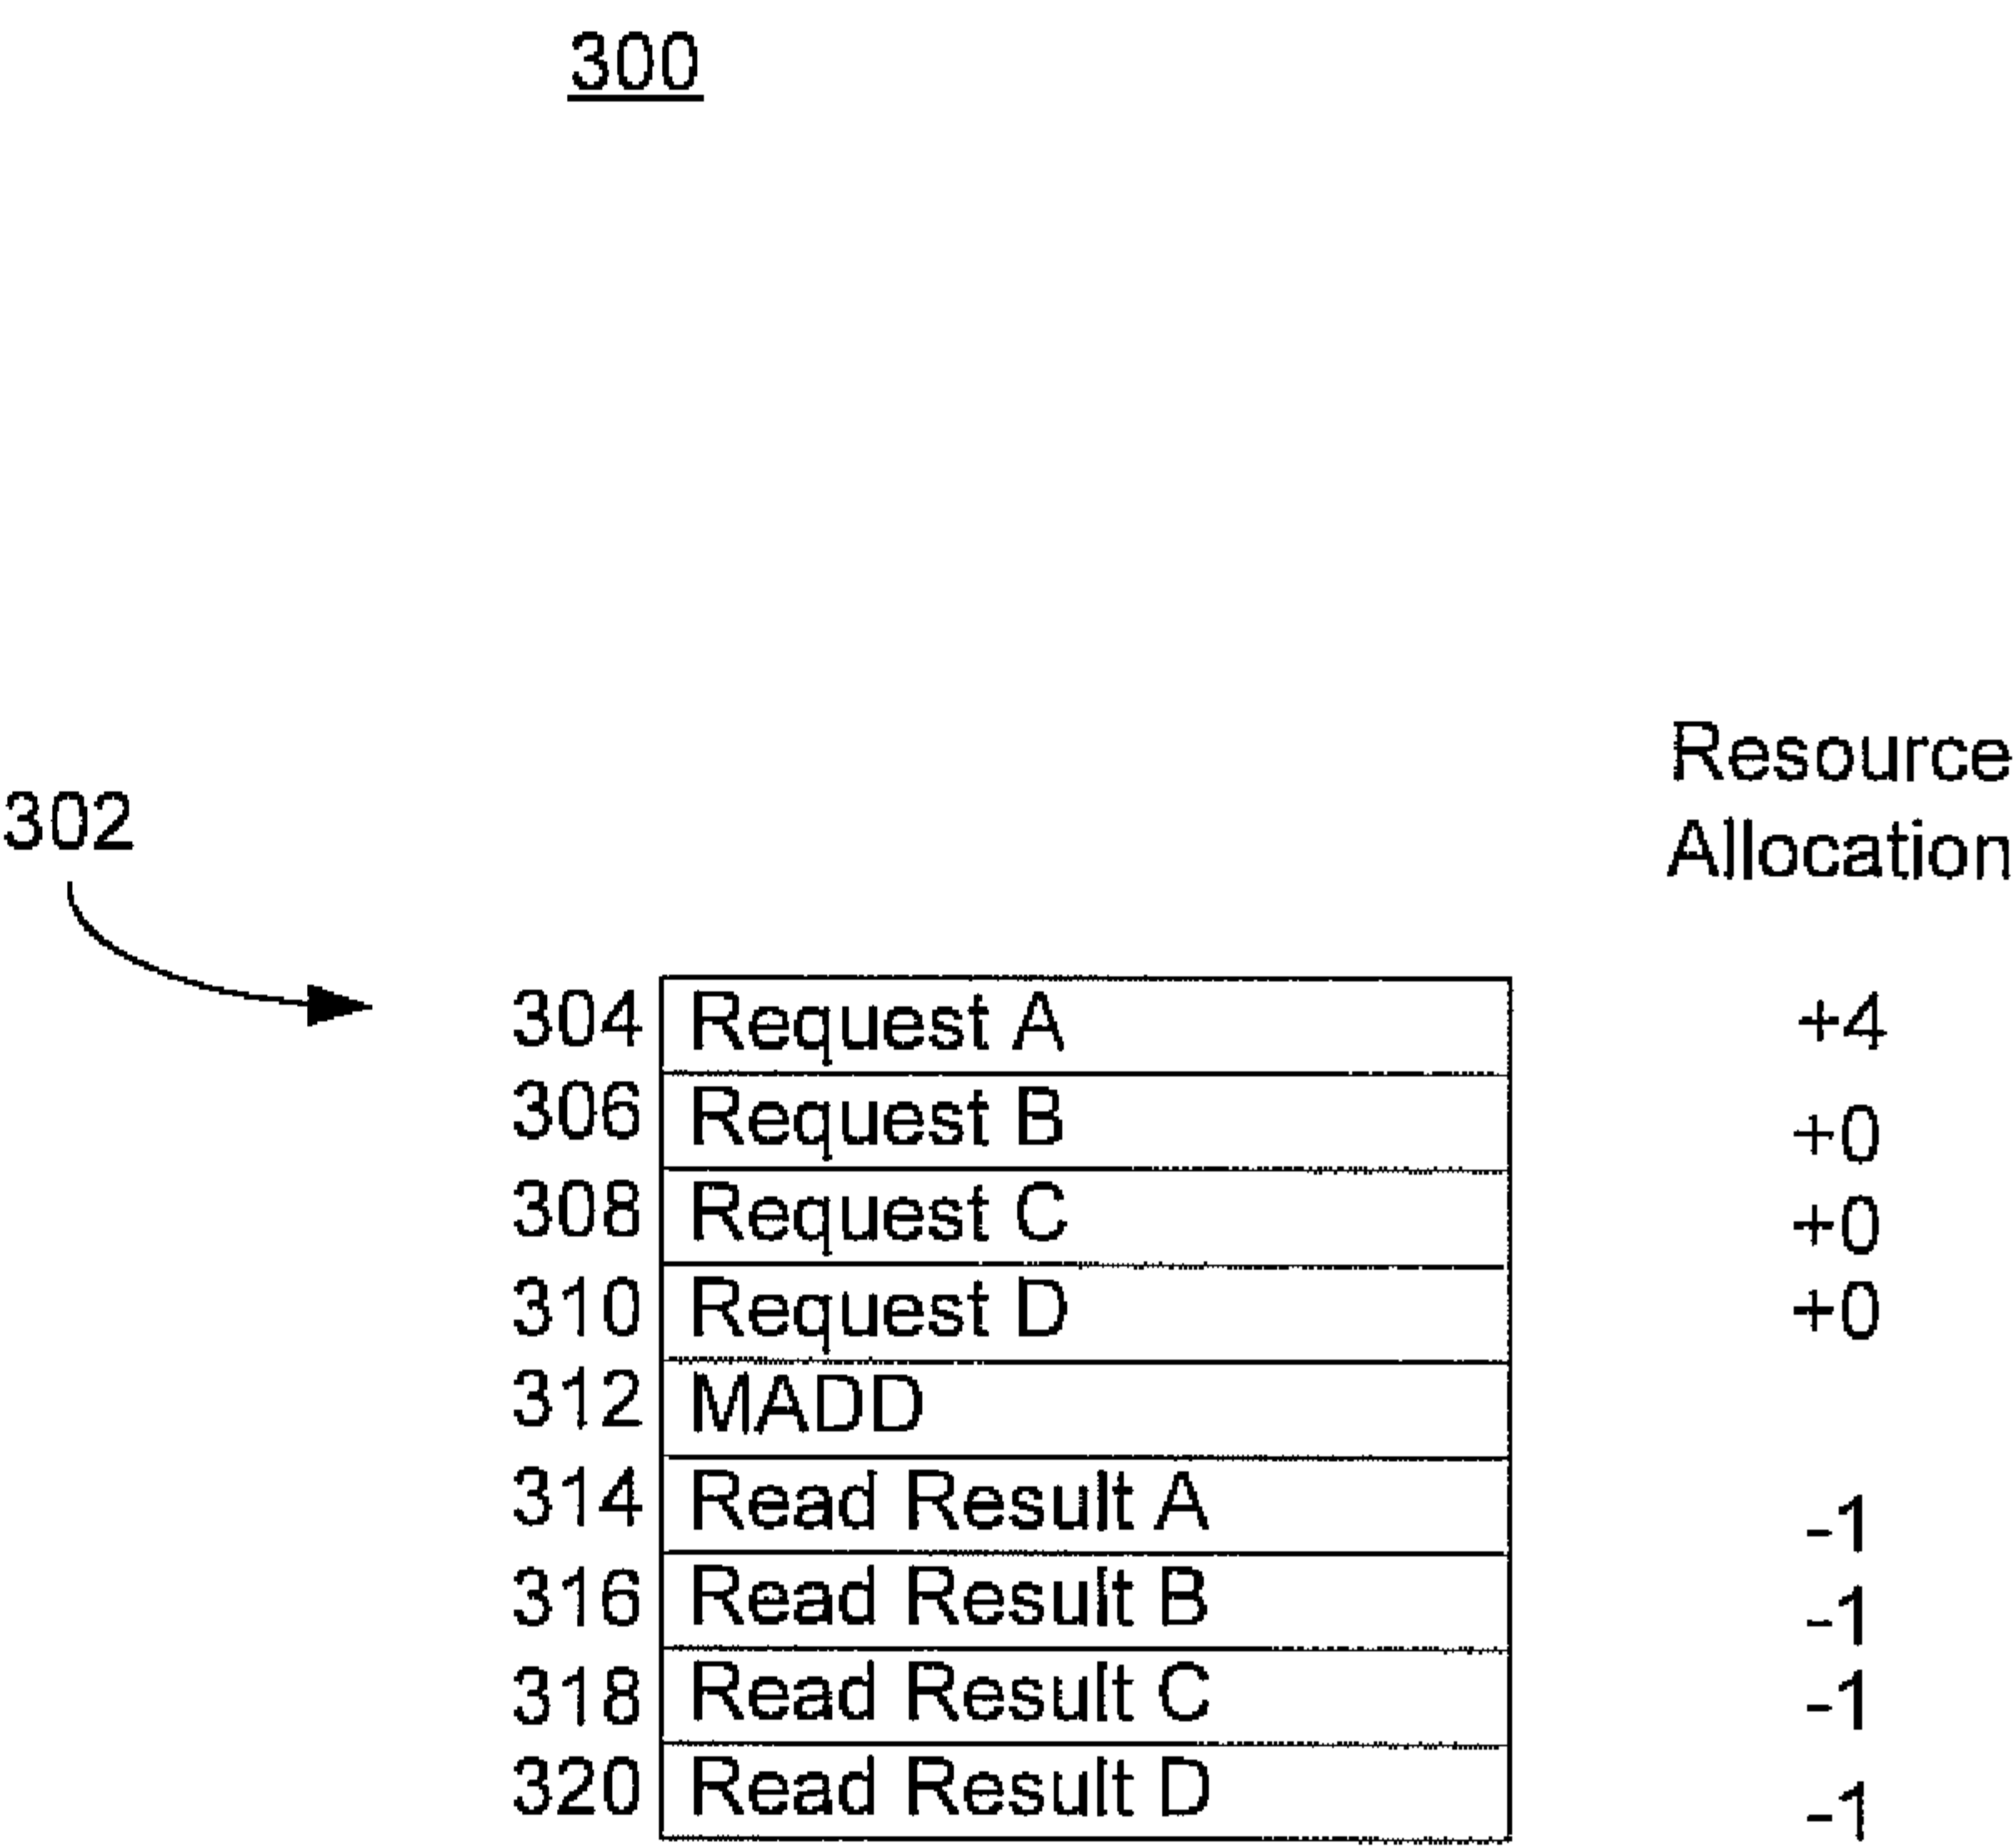 300
302
Resource
Allocation
304 Request A +4
306 Request B +0
308 Request C +0
310 Request D +0
312 MADD
314 Read Result A -1
316 Read Result B -1
318 Read Result C -1
320 Read Result D -1